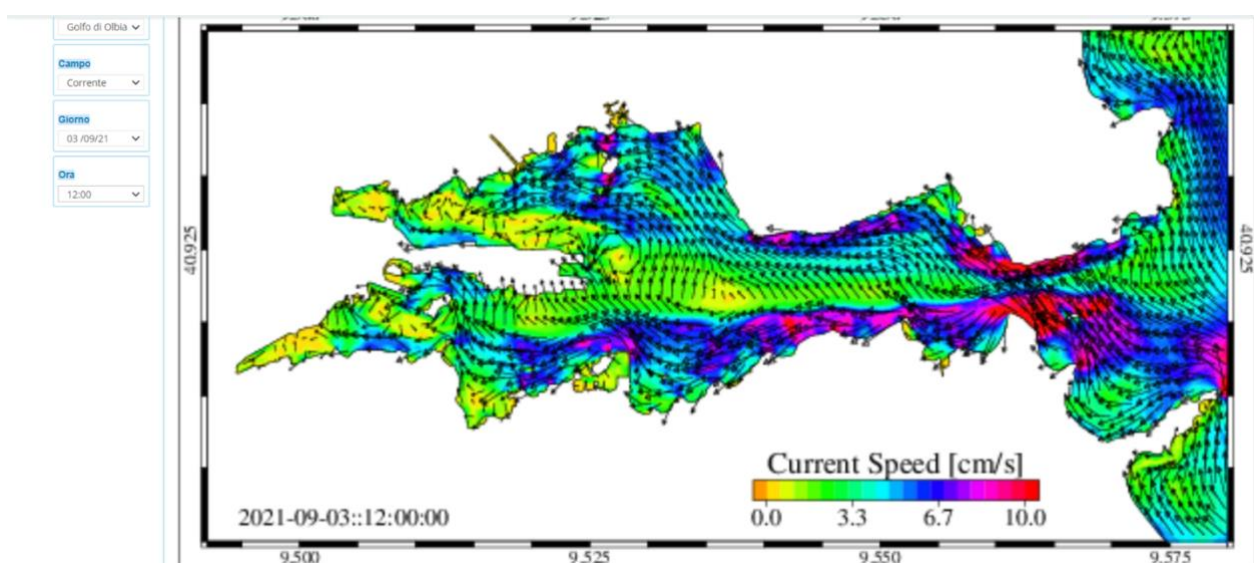 Golfo di Olbia
Campo
Corrente
Giorno
03 /09/21
Ora
12:00
40.925
40.925
Current Speed [cm/s]
0.0 3.3 6.7 10.0
2021-09-03::12:00:00
9.500 9.525 9.550 9.575